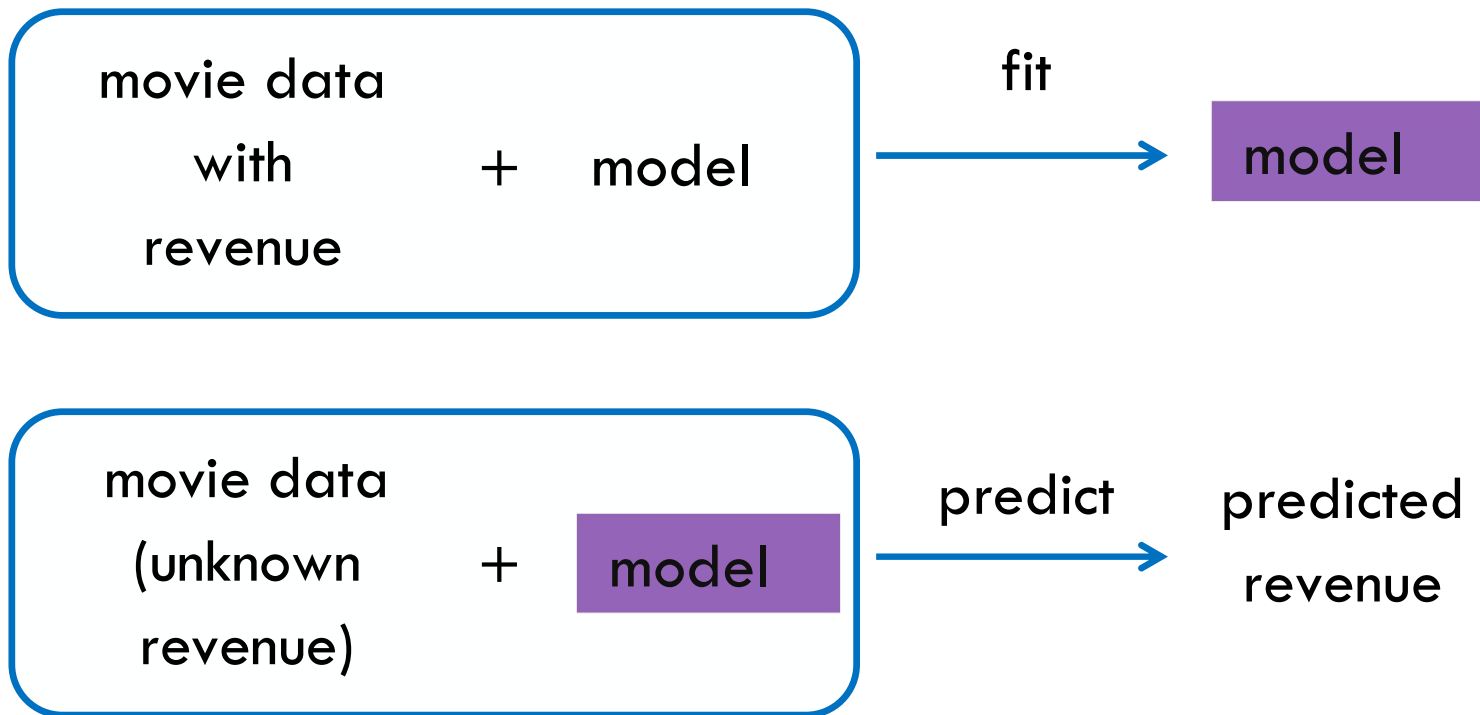 movie data
with
revenue
+
model
fit
model
movie data
(unknown
revenue)
+
model
predict
predicted
revenue